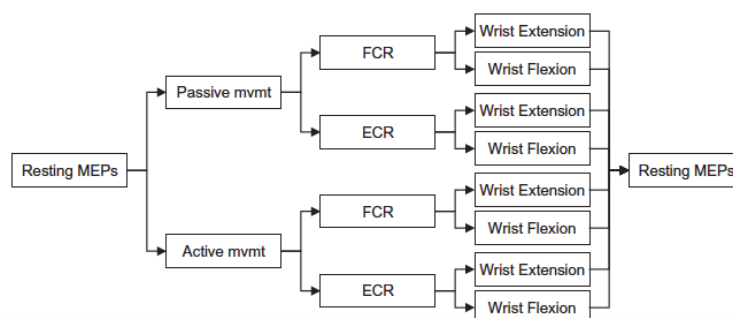 Resting MEPs
Passive mvmt
Active mvmt
FCR
ECR
FCR
ECR
Wrist Extension
Wrist Flexion
Wrist Extension
Wrist Flexion
Wrist Extension
Wrist Flexion
Wrist Extension
Wrist Flexion
Resting MEPs